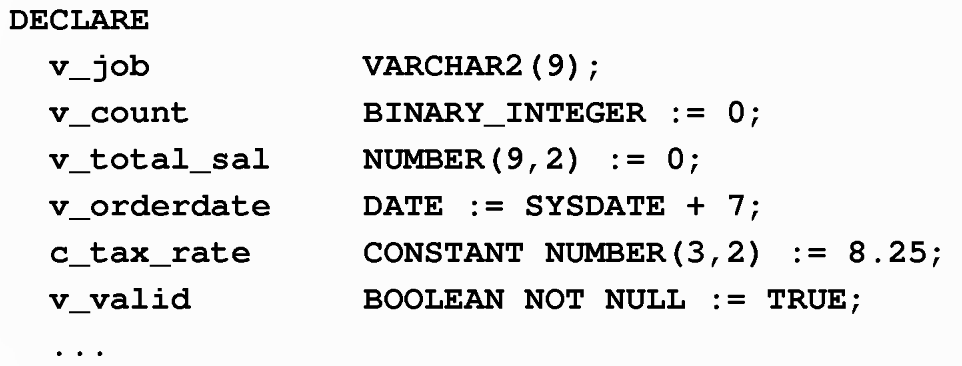 DECLARE
v_job VARCHAR2(9);
v_count BINARY_INTEGER := 0;
v_total_sal NUMBER(9,2) := 0;
v_orderdate DATE := SYSDATE + 7;
c_tax_rate CONSTANT NUMBER(3,2) := 8.25;
v_valid BOOLEAN NOT NULL := TRUE;
...